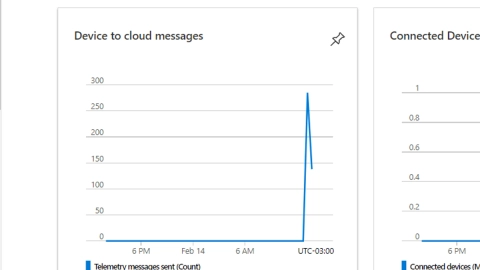 Device to cloud messages
300
250
200
150
100
50
0
6 PM Feb 14 6 AM UTC-03:00
Telemetry messages sent (Count)
Connected Device
1
0.8
0.6
0.4
0.2
0
6 PM
Connected devices (M